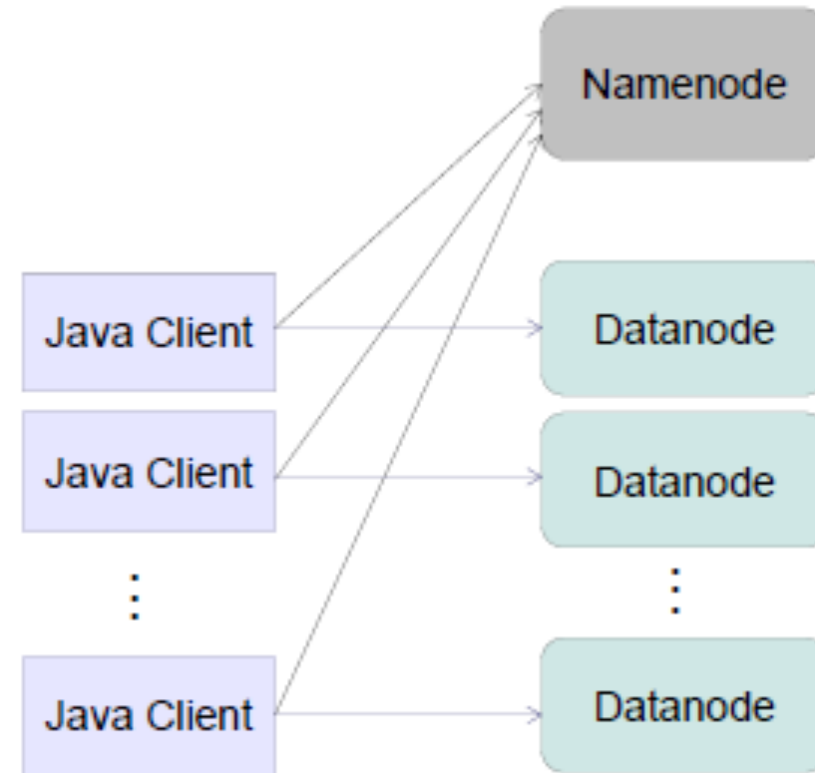 Namenode
Java Client
Datanode
Java Client
Datanode
⋮
⋮
Java Client
Datanode